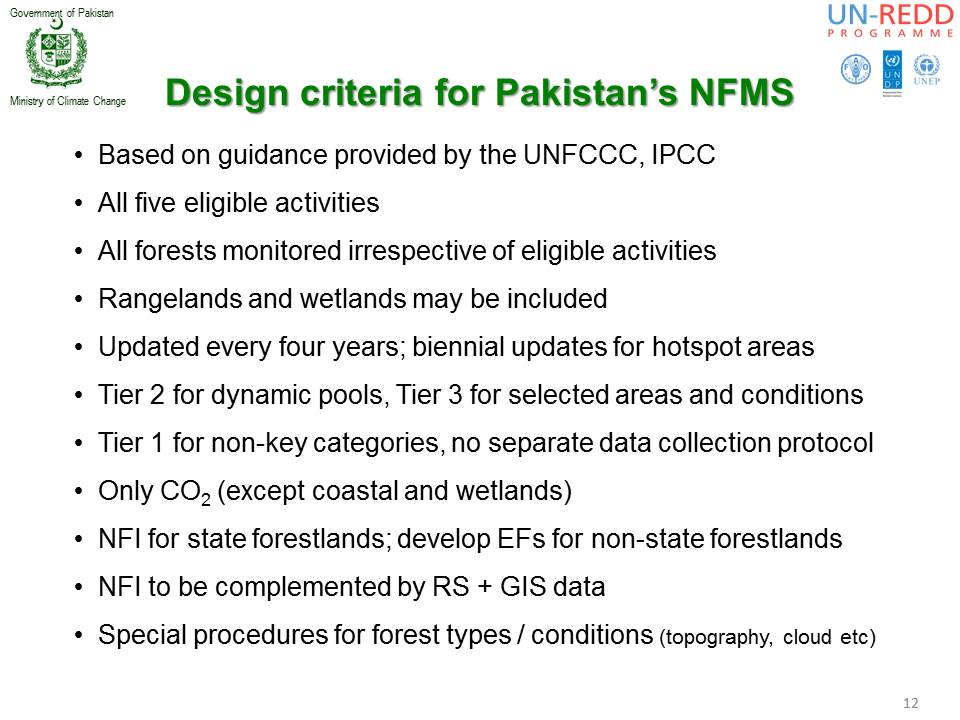 Government of Pakistan
Ministry of Climate Change
UN-REDD
PROGRAMME
FAO
UNDP
UNEP
Design criteria for Pakistan’s NFMS
• Based on guidance provided by the UNFCCC, IPCC
• All five eligible activities
• All forests monitored irrespective of eligible activities
• Rangelands and wetlands may be included
• Updated every four years; biennial updates for hotspot areas
• Tier 2 for dynamic pools, Tier 3 for selected areas and conditions
• Tier 1 for non-key categories, no separate data collection protocol
• Only CO₂ (except coastal and wetlands)
• NFI for state forestlands; develop EFs for non-state forestlands
• NFI to be complemented by RS + GIS data
• Special procedures for forest types / conditions (topography, cloud etc)
12